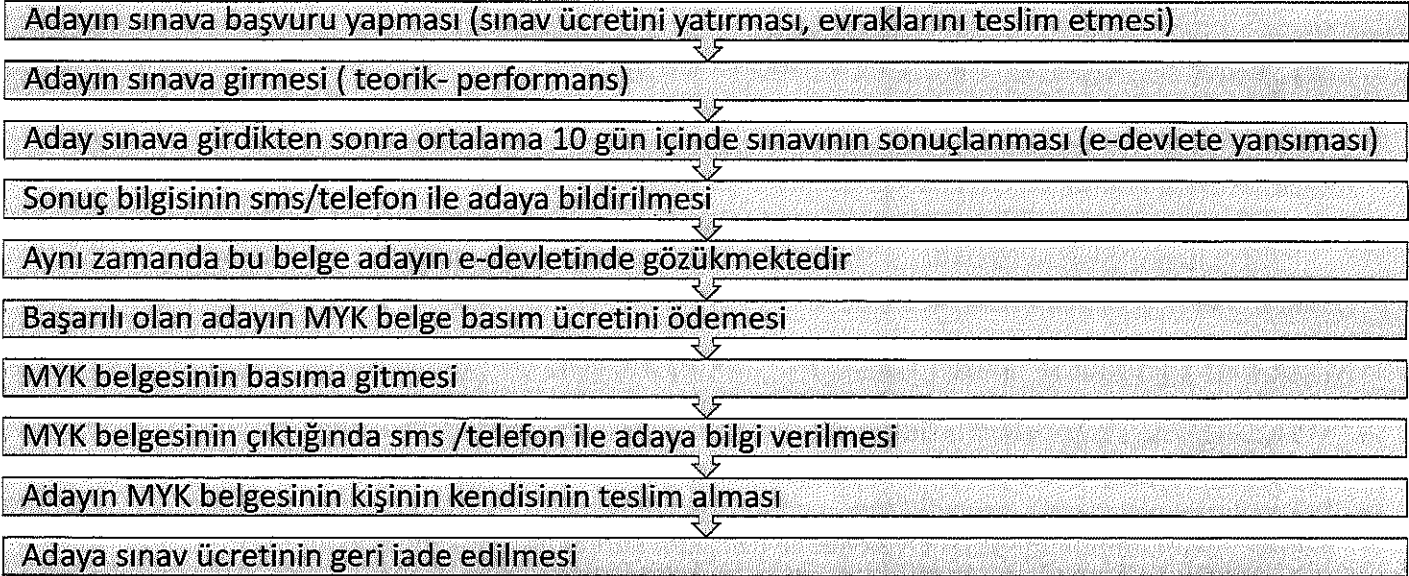 Adayın sınava başvuru yapması (sınav ücretini yatırması, evraklarını teslim etmesi)
Adayın sınava girmesi ( teorik- performans)
Aday sınava girdikten sonra ortalama 10 gün içinde sınavının sonuçlanması (e-devlete yansıması)
Sonuç bilgisinin sms/telefon ile adaya bildirilmesi
Aynı zamanda bu belge adayın e-devletinde gözükmektedir
Başarılı olan adayın MYK belge basım ücretini ödemesi
MYK belgesinin basıma gitmesi
MYK belgesinin çıktığında sms /telefon ile adaya bilgi verilmesi
Adayın MYK belgesinin kişinin kendisinin teslim alması
Adaya sınav ücretinin geri iade edilmesi